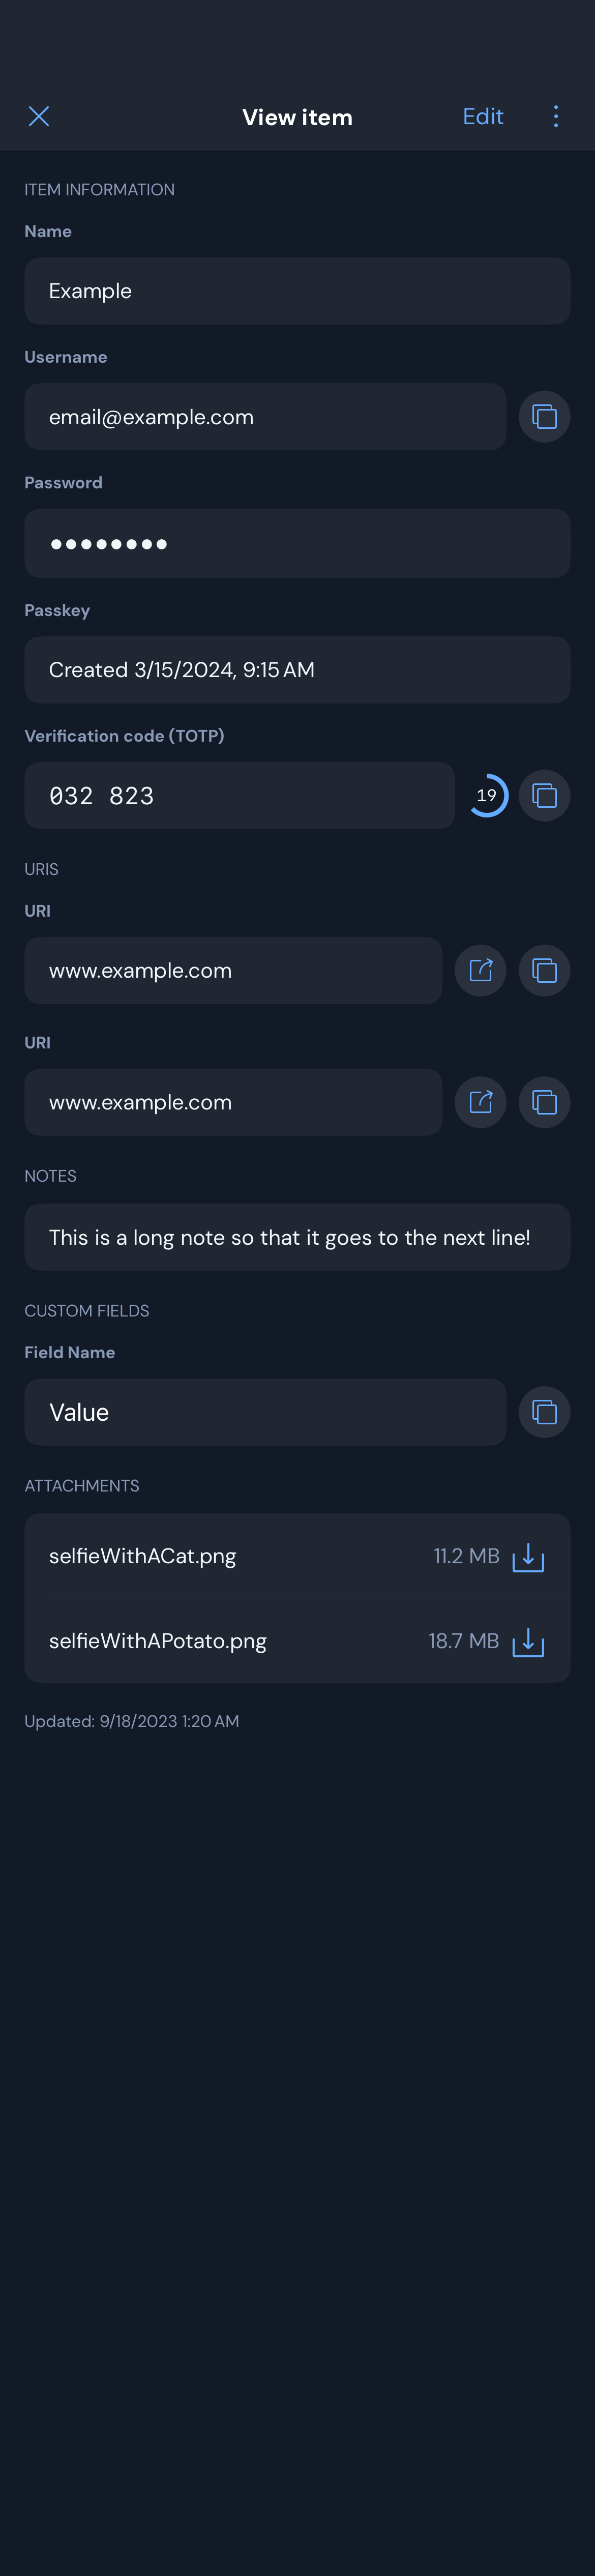 View item
Edit
ITEM INFORMATION
Name
Example
Username
email@example.com
Password
••••••••
Passkey
Created 3/15/2024, 9:15 AM
Verification code (TOTP)
032 823
19
URIS
URI
www.example.com
URI
www.example.com
NOTES
This is a long note so that it goes to the next line!
CUSTOM FIELDS
Field Name
Value
ATTACHMENTS
selfieWithACat.png 11.2 MB
selfieWithAPotato.png 18.7 MB
Updated: 9/18/2023 1:20 AM